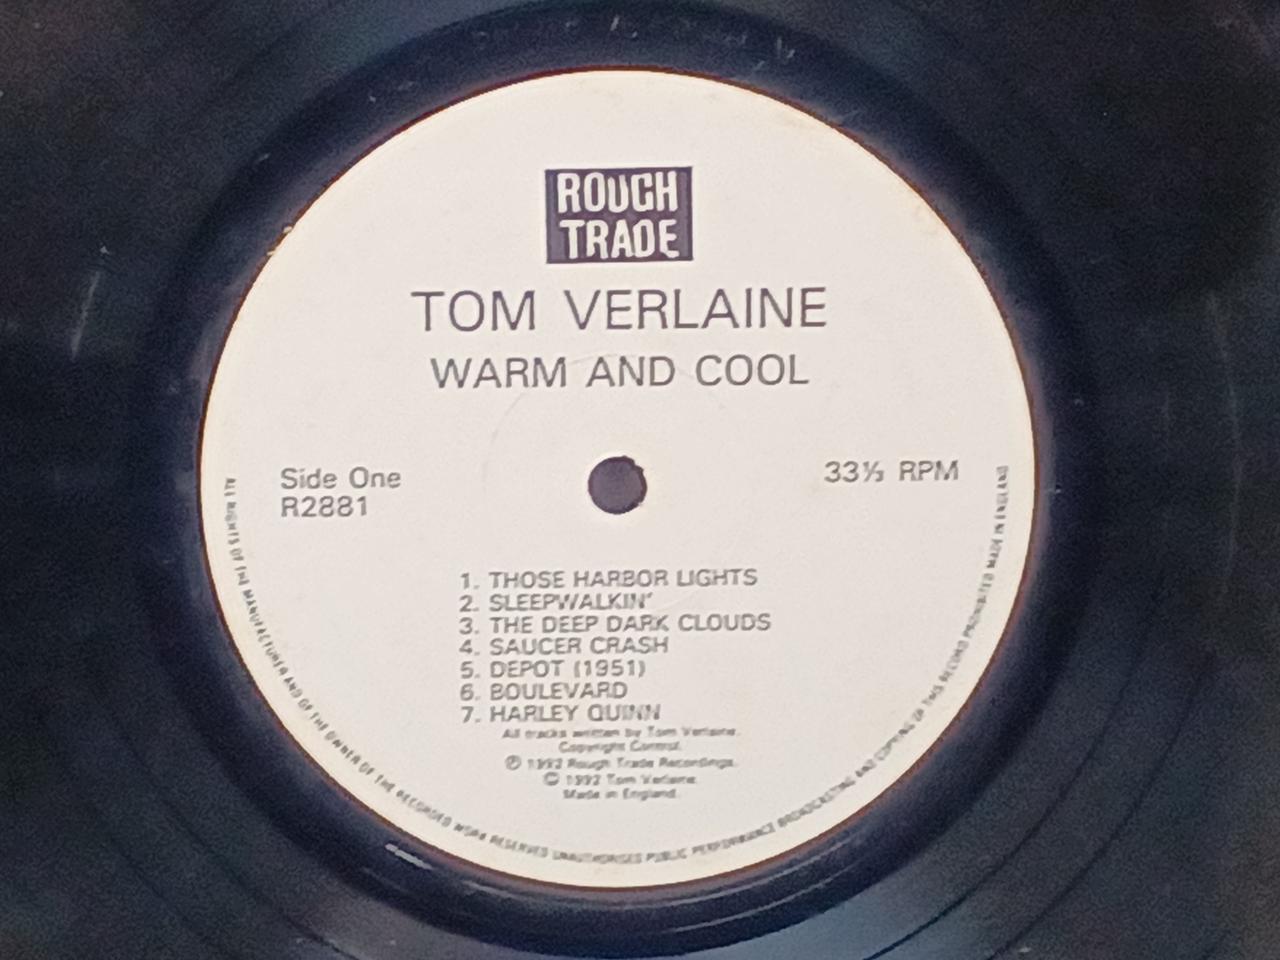 ROUGH
TRADE
TOM VERLAINE
WARM AND COOL
Side One
R2881
33⅓ RPM
1. THOSE HARBOR LIGHTS
2. SLEEPWALKIN'
3. THE DEEP DARK CLOUDS
4. SAUCER CRASH
5. DEPOT (1951)
6. BOULEVARD
7. HARLEY QUINN
All tracks written by Tom Verlaine.
Copyright Control.
℗ 1992 Rough Trade Recordings.
© 1992 Tom Verlaine.
Made in England.
ALL RIGHTS OF THE MANUFACTURER AND OF THE OWNER OF THE RECORDED WORK RESERVED UNAUTHORISED PUBLIC PERFORMANCE BROADCASTING AND COPYING OF THIS RECORD PROHIBITED MADE IN ENGLAND